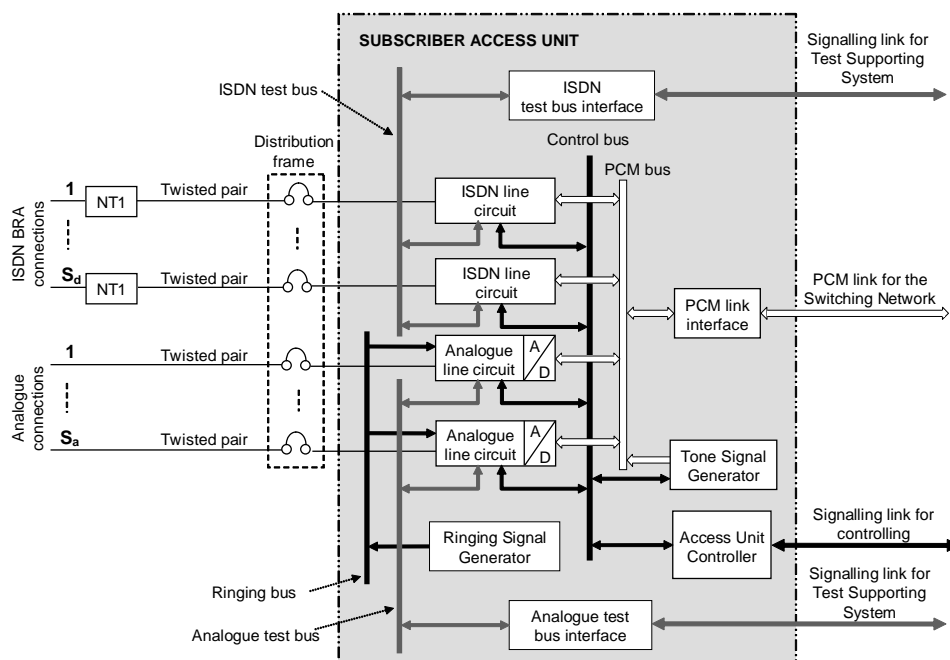 SUBSCRIBER ACCESS UNIT
Signalling link for
Test Supporting
System
ISDN test bus
ISDN
test bus interface
Distribution
frame
Control bus
PCM bus
ISDN BRA
connections
1
NT1
Twisted pair
ISDN line
circuit
Sd
NT1
Twisted pair
ISDN line
circuit
PCM link
interface
PCM link for the
Switching Network
Analogue
connections
1
Twisted pair
Analogue
line circuit
A
D
Sa
Twisted pair
Analogue
line circuit
A
D
Tone Signal
Generator
Ringing Signal
Generator
Access Unit
Controller
Signalling link for
controlling
Ringing bus
Analogue test bus
Analogue test
bus interface
Signalling link for
Test Supporting
System